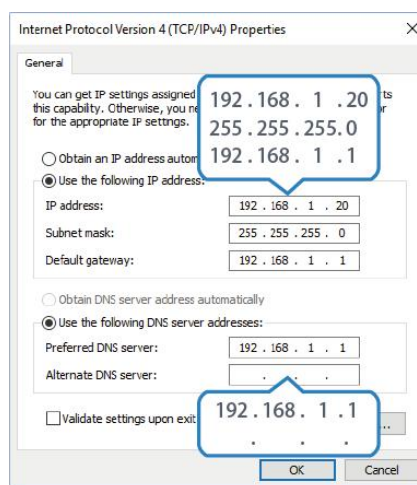 Internet Protocol Version 4 (TCP/IPv4) Properties
General
You can get IP settings assigned
this capability. Otherwise, you
for the appropriate IP settings.
192.168. 1 .20
255.255.255.0
192.168. 1 .1
Obtain an IP address
Use the following IP address:
IP address: 192 . 168 . 1 . 20
Subnet mask: 255 . 255 . 255 . 0
Default gateway: 192 . 168 . 1 . 1
Obtain DNS server address automatically
Use the following DNS server addresses:
Preferred DNS server: 192 . 168 . 1 . 1
Alternate DNS server: . . .
Validate settings upon exit
192.168. 1 .1
. . .
...
OK Cancel